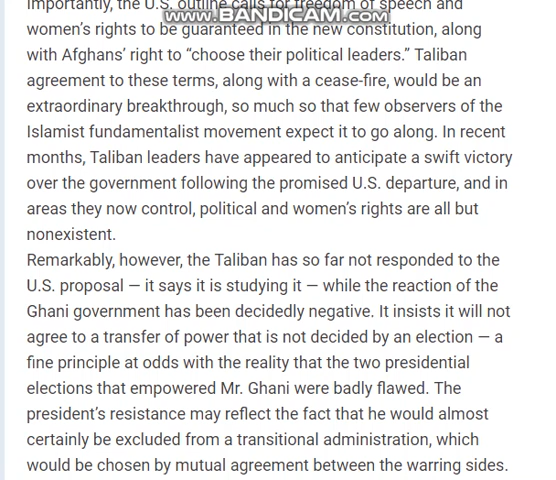 Importantly, the U.S. outline calls for freedom of speech and
www.BANDICAM.com
women's rights to be guaranteed in the new constitution, along
with Afghans' right to “choose their political leaders.” Taliban
agreement to these terms, along with a cease-fire, would be an
extraordinary breakthrough, so much so that few observers of the
Islamist fundamentalist movement expect it to go along. In recent
months, Taliban leaders have appeared to anticipate a swift victory
over the government following the promised U.S. departure, and in
areas they now control, political and women's rights are all but
nonexistent.
Remarkably, however, the Taliban has so far not responded to the
U.S. proposal — it says it is studying it — while the reaction of the
Ghani government has been decidedly negative. It insists it will not
agree to a transfer of power that is not decided by an election — a
fine principle at odds with the reality that the two presidential
elections that empowered Mr. Ghani were badly flawed. The
president's resistance may reflect the fact that he would almost
certainly be excluded from a transitional administration, which
would be chosen by mutual agreement between the warring sides.